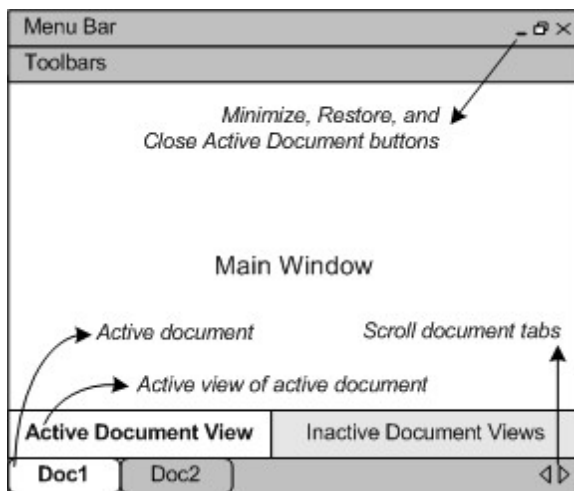 Menu Bar
Toolbars
Minimize, Restore, and
Close Active Document buttons
Main Window
Active document
Scroll document tabs
Active view of active document
Active Document View
Inactive Document Views
Doc1
Doc2